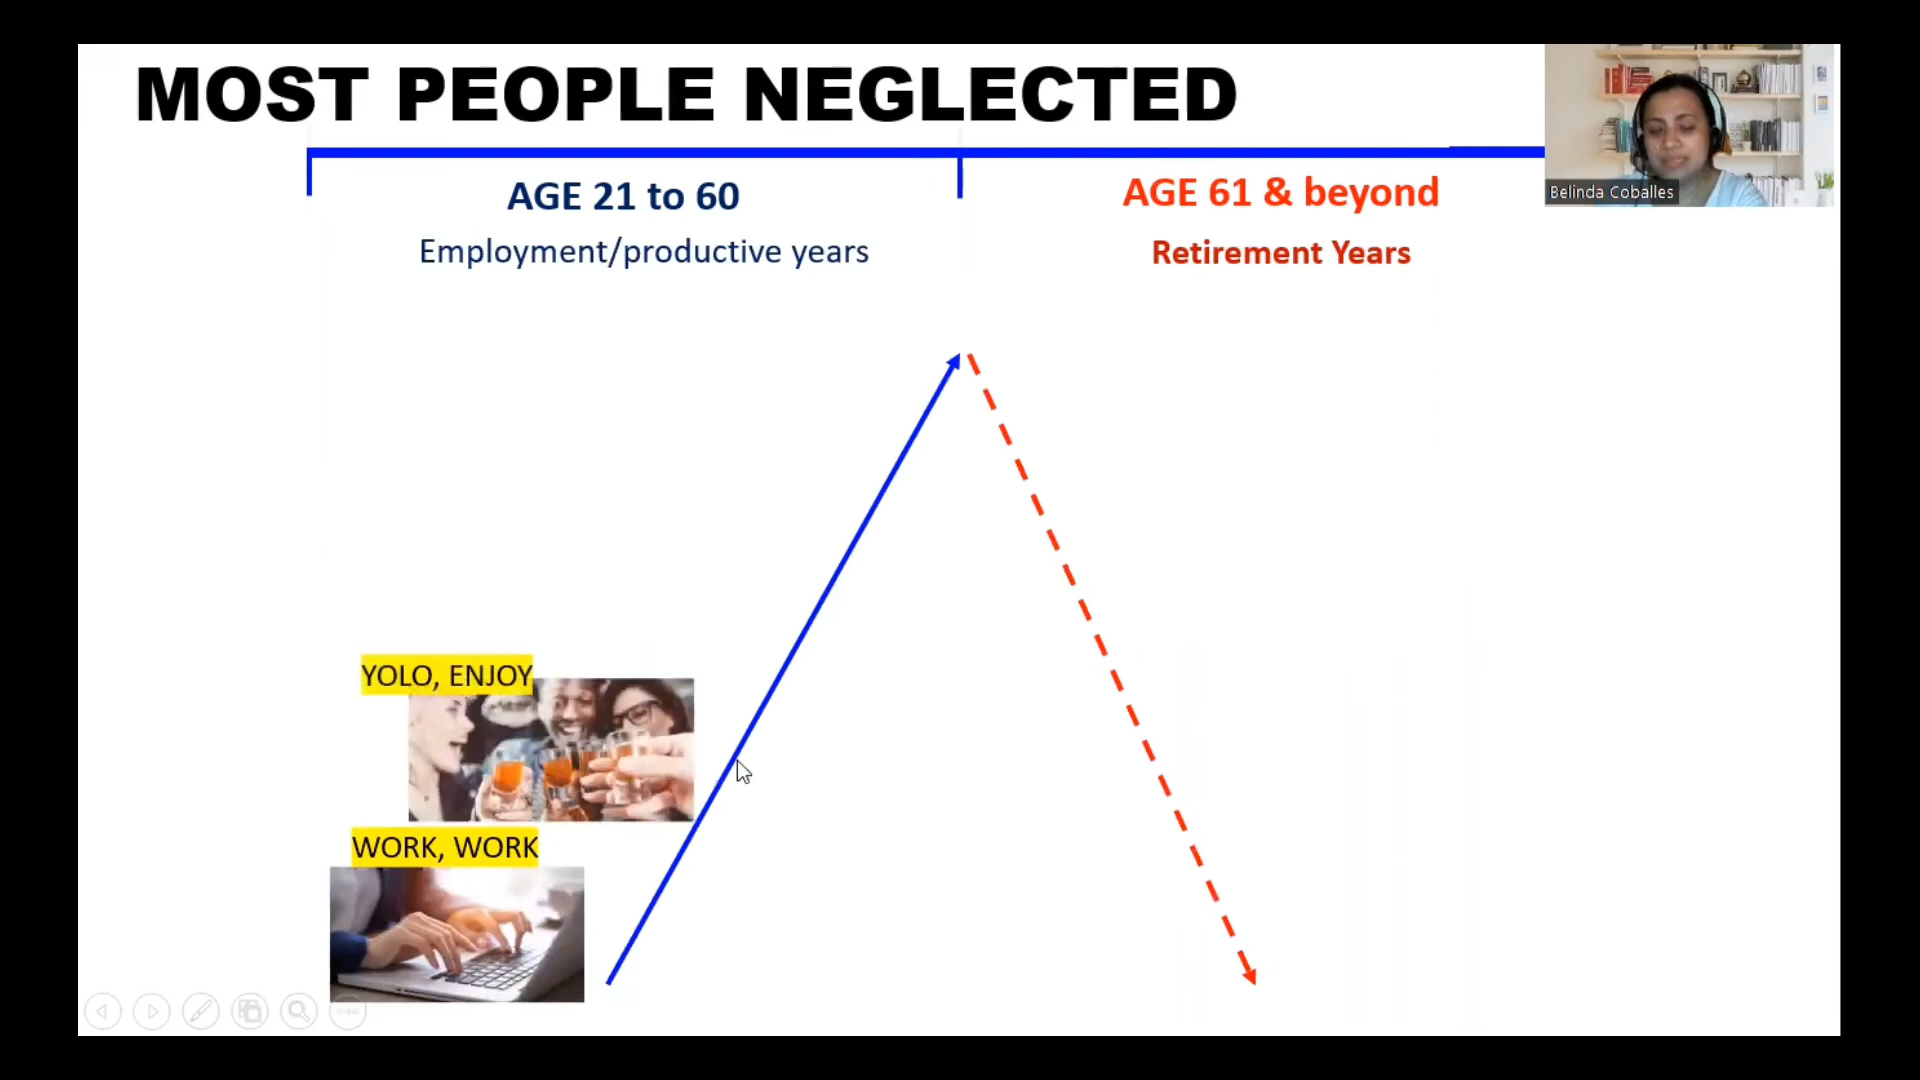 MOST PEOPLE NEGLECTED
AGE 21 to 60
Employment/productive years
AGE 61 & beyond
Retirement Years
Belinda Coballes
YOLO, ENJOY
WORK, WORK